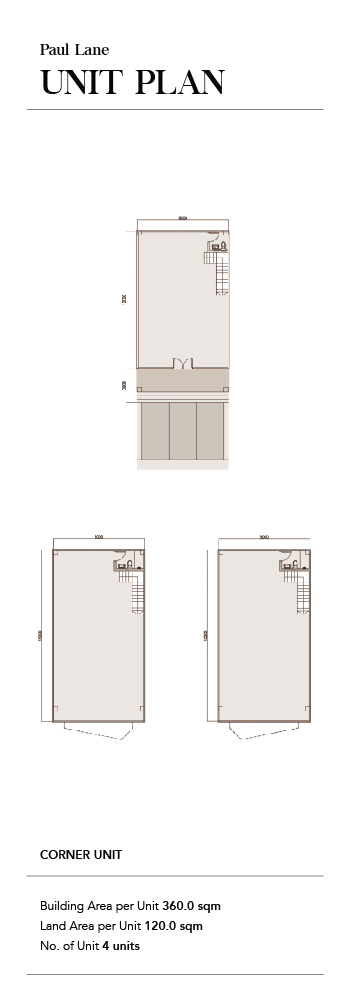 Paul Lane
UNIT PLAN
CORNER UNIT
Building Area per Unit 360.0 sqm
Land Area per Unit 120.0 sqm
No. of Unit 4 units